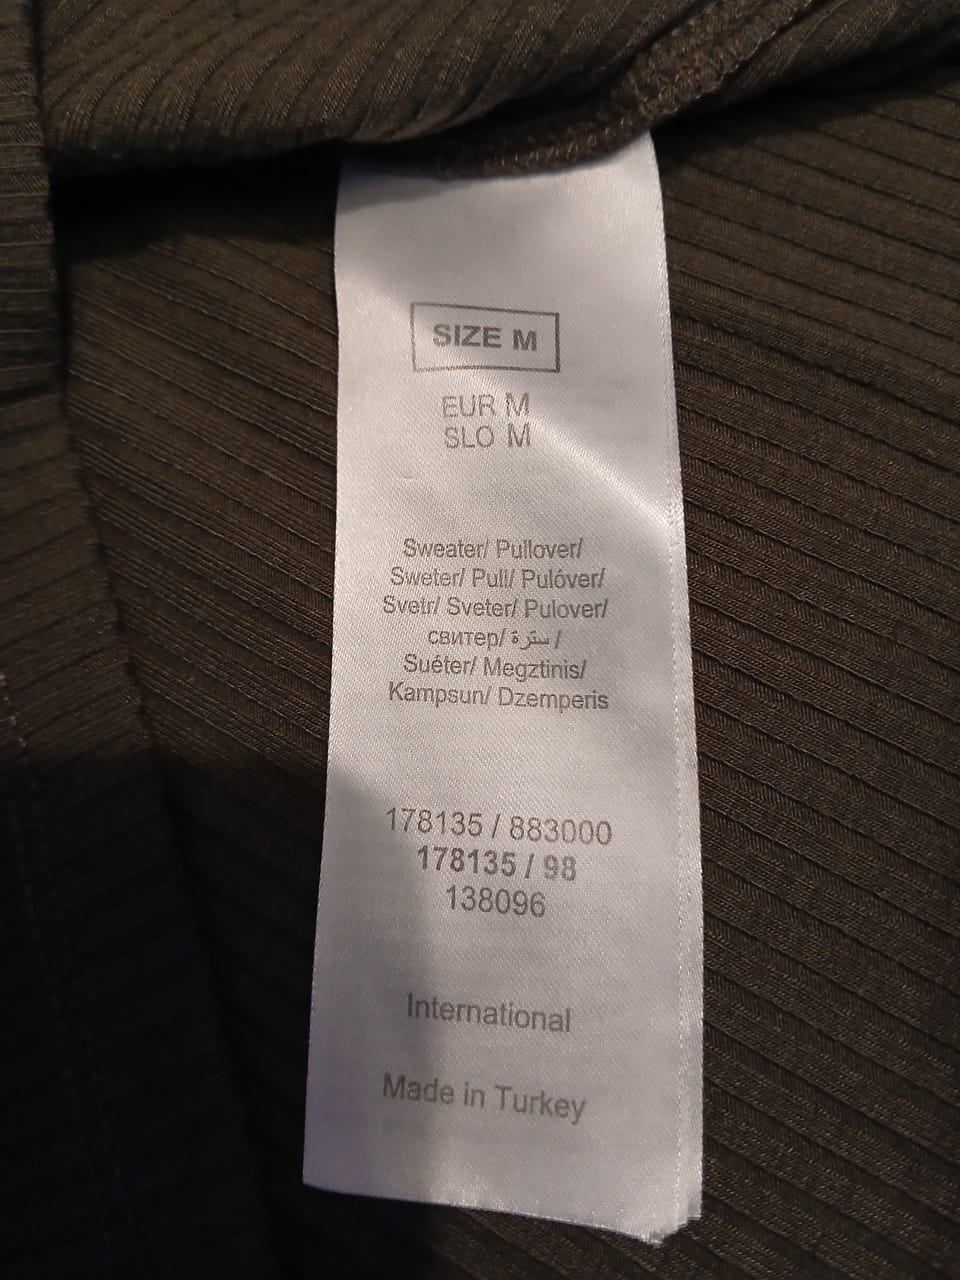 SIZE M
EUR M
SLO M
Sweater/ Pullover/
Sweter/ Pull/ Pulóver/
Svetr/ Sveter/ Pulover/
свитер/ سترة /
Suéter/ Megztinis/
Kampsun/ Dzemperis
178135 / 883000
178135 / 98
138096
International
Made in Turkey